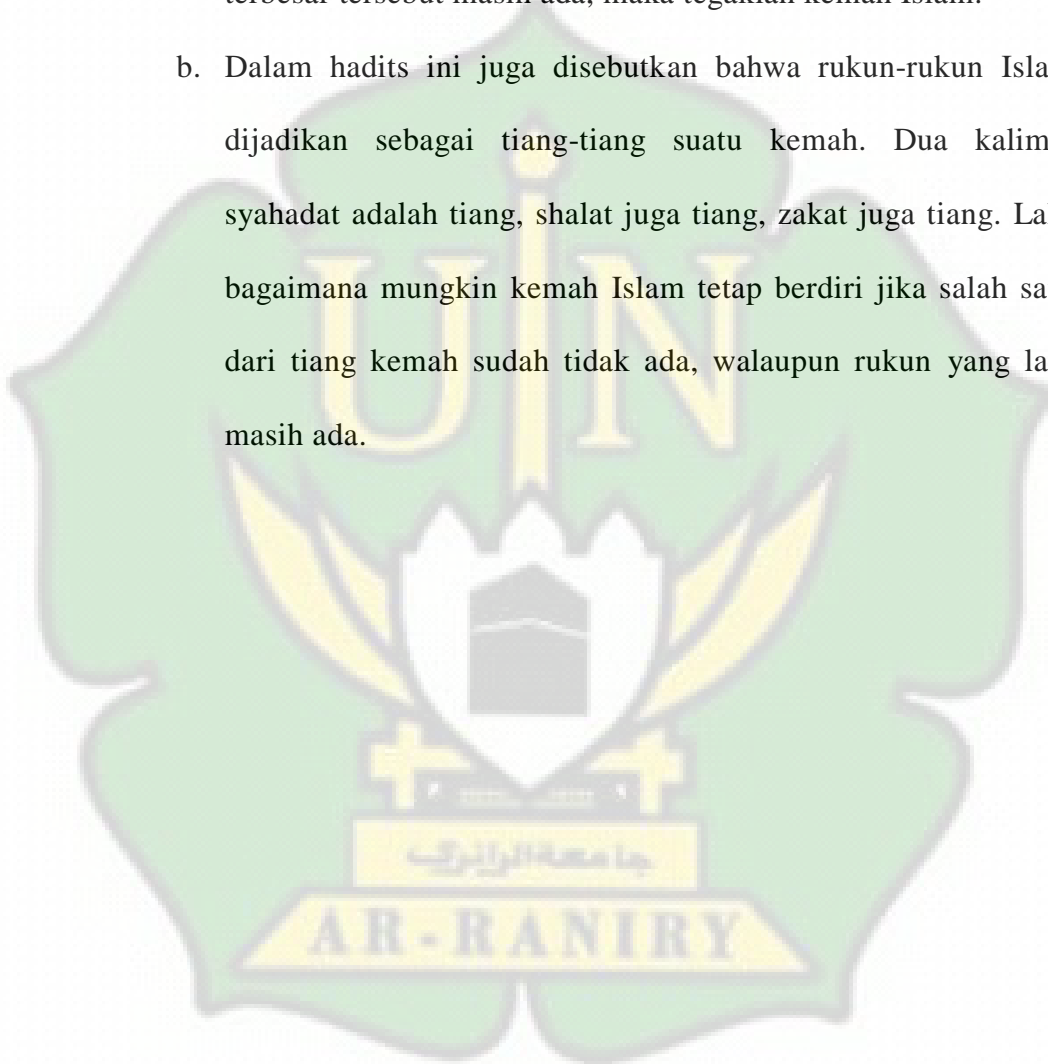 terbesar tersebut masih ada, maka tegaklah kemah Islam.
b. Dalam hadits ini juga disebutkan bahwa rukun-rukun Isla
dijadikan sebagai tiang-tiang suatu kemah. Dua kalim
syahadat adalah tiang, shalat juga tiang, zakat juga tiang. La
bagaimana mungkin kemah Islam tetap berdiri jika salah sa
dari tiang kemah sudah tidak ada, walaupun rukun yang la
masih ada.
UIN
جامعة الرانري
AR-RANIRY